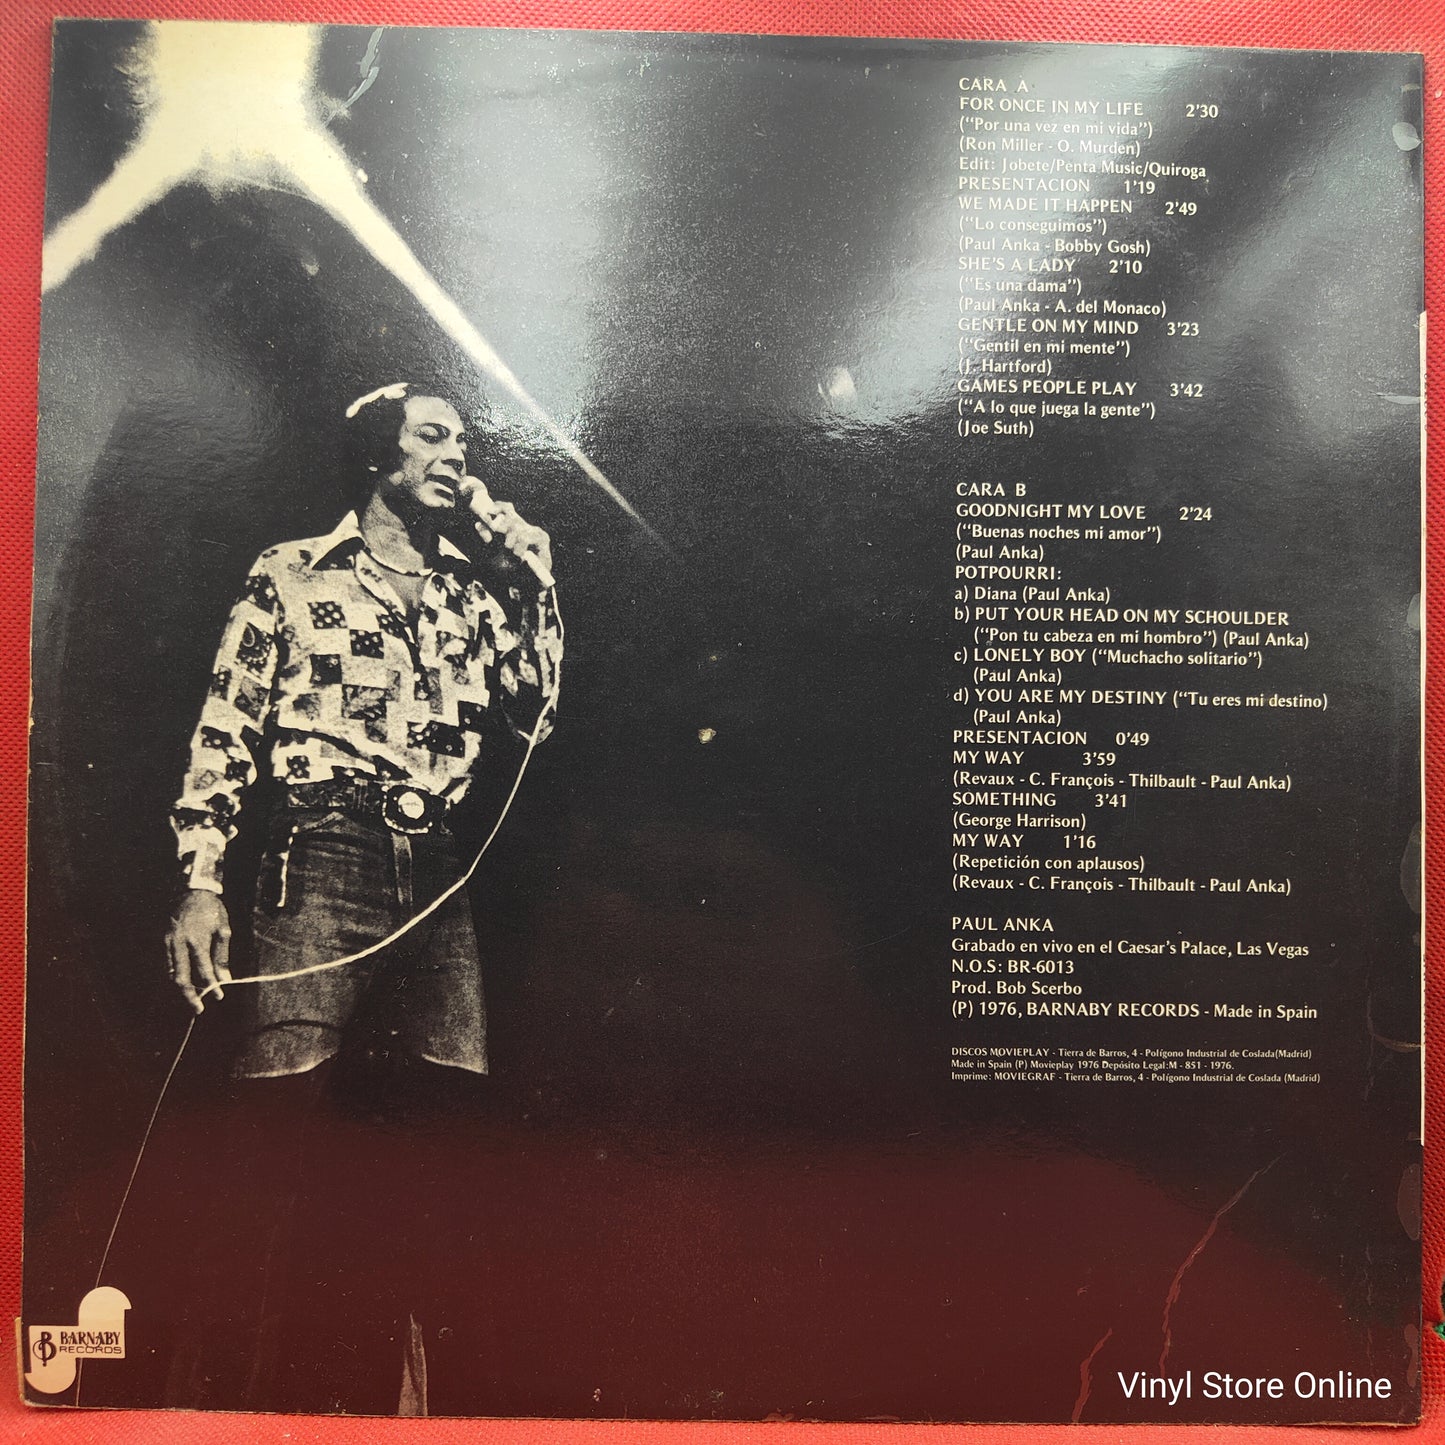 CARA A
FOR ONCE IN MY LIFE 2'30
("Por una vez en mi vida")
(Ron Miller - O. Murden)
Edit: Jobete/Penta Music/Quiroga
PRESENTACION 1'19
WE MADE IT HAPPEN 2'49
("Lo conseguimos")
(Paul Anka - Bobby Gosh)
SHE'S A LADY 2'10
("Es una dama")
(Paul Anka - A. del Monaco)
GENTLE ON MY MIND 3'23
("Gentil en mi mente")
(J. Hartford)
GAMES PEOPLE PLAY 3'42
("A lo que juega la gente")
(Joe Suth)
CARA B
GOODNIGHT MY LOVE 2'24
("Buenas noches mi amor")
(Paul Anka)
POTPOURRI:
a) Diana (Paul Anka)
b) PUT YOUR HEAD ON MY SCHOULDER
("Pon tu cabeza en mi hombro") (Paul Anka)
c) LONELY BOY ("Muchacho solitario")
(Paul Anka)
d) YOU ARE MY DESTINY ("Tu eres mi destino)
(Paul Anka)
PRESENTACION 0'49
MY WAY 3'59
(Revaux - C. François - Thilbault - Paul Anka)
SOMETHING 3'41
(George Harrison)
MY WAY 1'16
(Repetición con aplausos)
(Revaux - C. François - Thilbault - Paul Anka)
PAUL ANKA
Grabado en vivo en el Caesar's Palace, Las Vegas
N.O.S: BR-6013
Prod. Bob Scerbo
(P) 1976, BARNABY RECORDS - Made in Spain
DISCOS MOVIEPLAY - Tierra de Barros, 4 - Polígono Industrial de Coslada(Madrid)
Made in Spain (P) Movieplay 1976 Depósito Legal:M - 851 - 1976.
Imprime: MOVIEGRAF - Tierra de Barros, 4 - Polígono Industrial de Coslada (Madrid)
B BARNABY
RECORDS
Vinyl Store Online